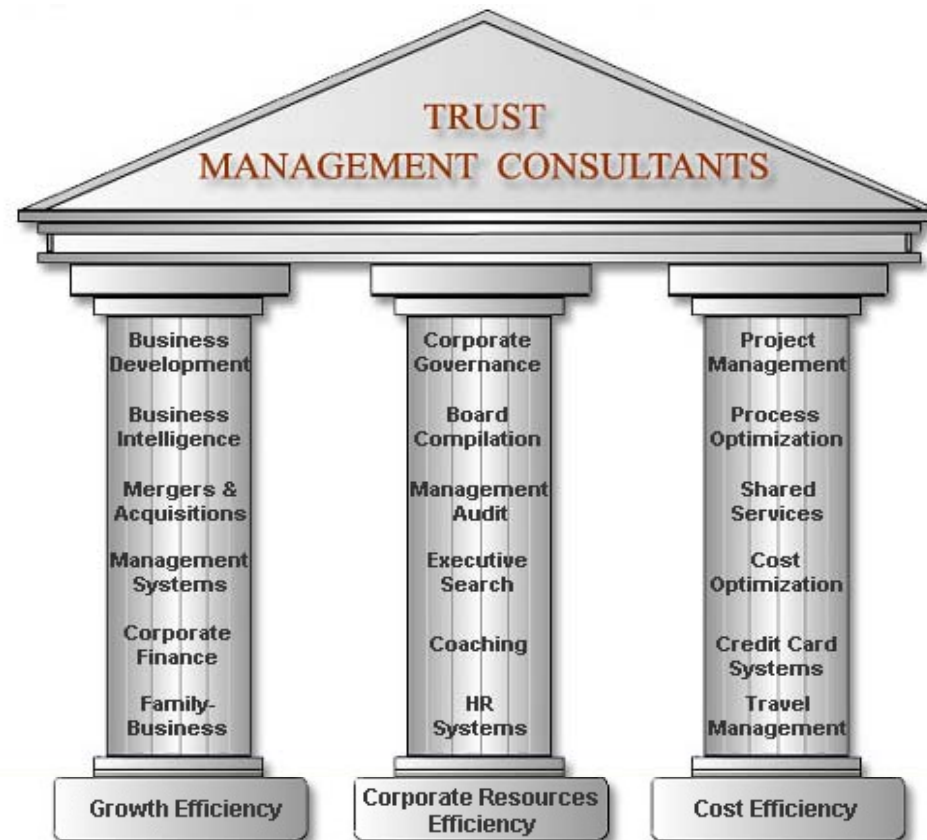 TRUST
MANAGEMENT CONSULTANTS
Business
Development
Business
Intelligence
Mergers &
Acquisitions
Management
Systems
Corporate
Finance
Family-
Business
Growth Efficiency
Corporate
Governance
Board
Compilation
Management
Audit
Executive
Search
Coaching
HR
Systems
Corporate Resources
Efficiency
Project
Management
Process
Optimization
Shared
Services
Cost
Optimization
Credit Card
Systems
Travel
Management
Cost Efficiency